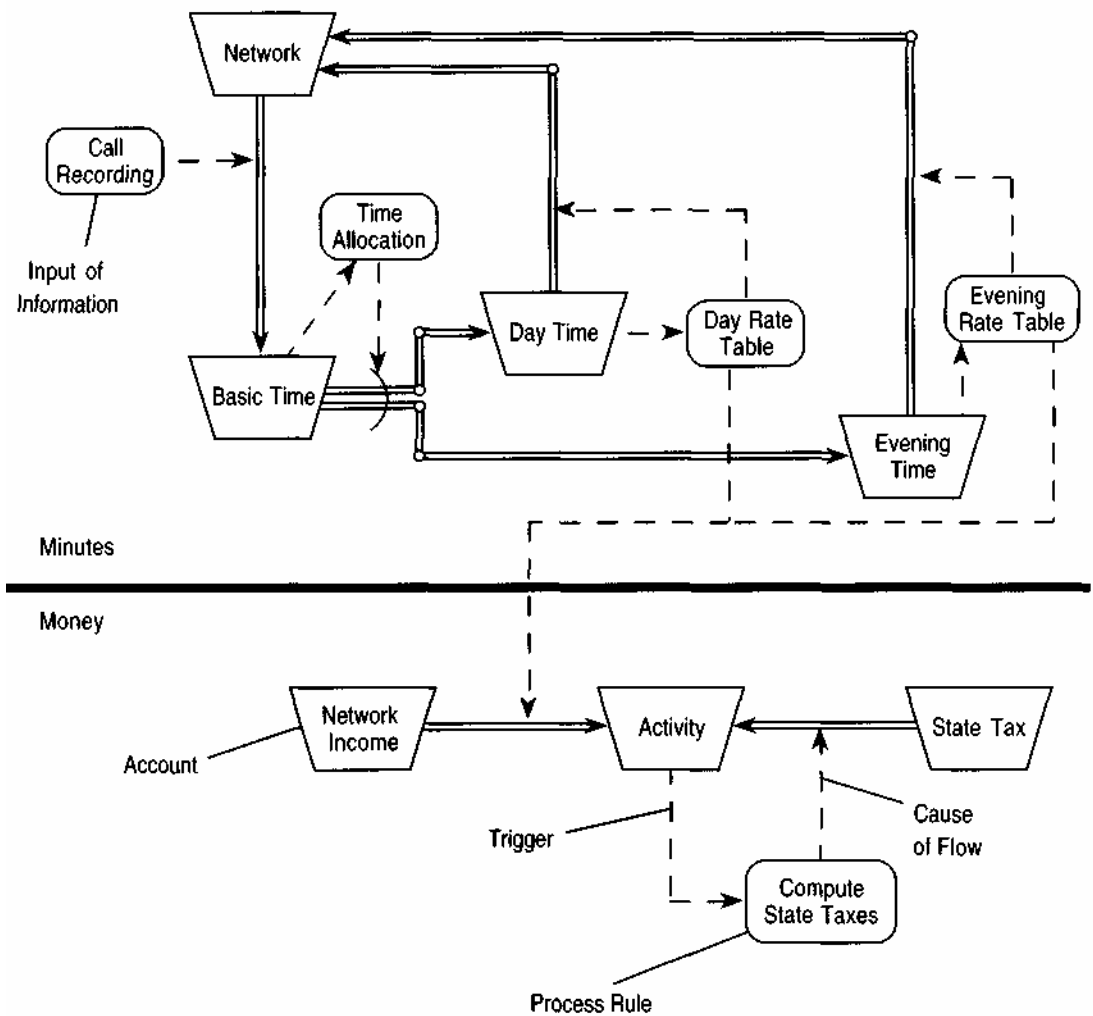 Network
Call
Recording
Time
Allocation
Input of
Information
Day Time
Day Rate
Table
Evening
Rate Table
Basic Time
Evening
Time
Minutes
Money
Network
Income
Activity
State Tax
Account
Trigger
Cause
of Flow
Compute
State Taxes
Process Rule